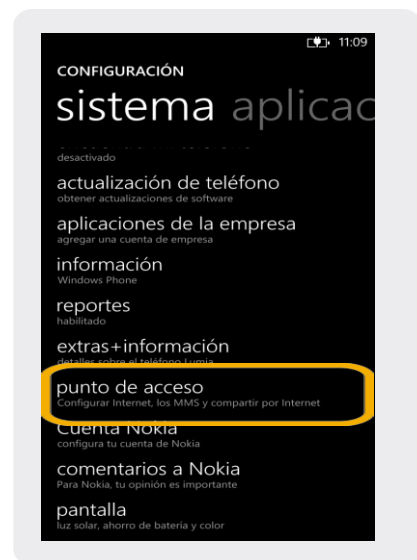 11:09
CONFIGURACIÓN
sistema aplicac
desactivado
actualización de teléfono
obtener actualizaciones de software
aplicaciones de la empresa
agregar una cuenta de empresa
información
Windows Phone
reportes
habilitado
extras+información
detalles sobre el teléfono Lumia
punto de acceso
Configurar Internet, los MMS y compartir por Internet
Cuenta Nokia
configura tu cuenta de Nokia
comentarios a Nokia
Para Nokia, tu opinión es importante
pantalla
luz solar, ahorro de batería y color